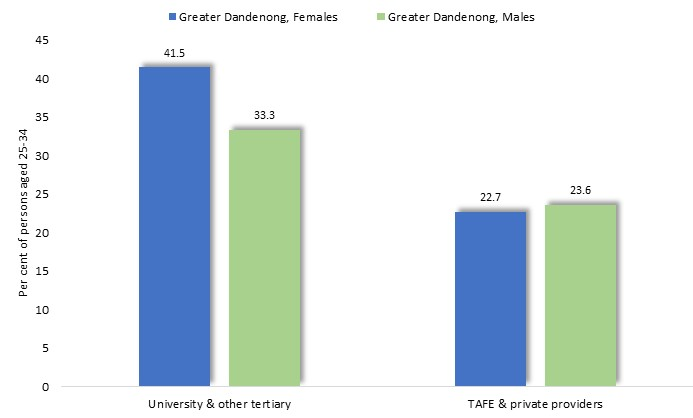 Greater Dandenong, Females
Greater Dandenong, Males
Per cent of persons aged 25-34
45
40
35
30
25
20
15
10
5
0
41.5
33.3
22.7
23.6
University & other tertiary
TAFE & private providers